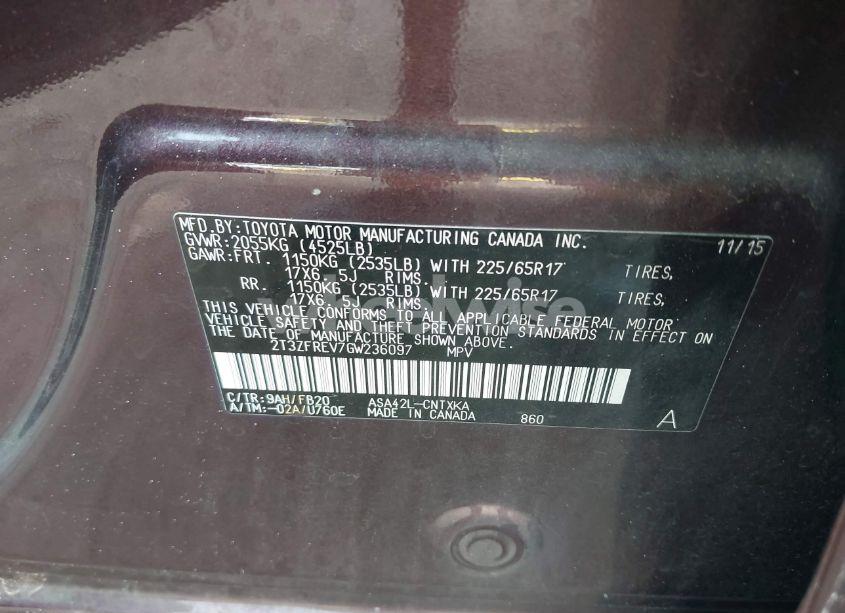 MFD.BY:TOYOTA MOTOR MANUFACTURING CANADA INC. 11/15
GVWR:2055KG (4525LB)
GAWR:FRT. 1150KG (2535LB) WITH 225/65R17 TIRES,
17X6.5J RIMS,
RR. 1150KG (2535LB) WITH 225/65R17 TIRES,
17X6.5J RIMS,
THIS VEHICLE CONFORMS TO ALL APPLICABLE FEDERAL MOTOR
VEHICLE SAFETY AND THEFT PREVENTION STANDARDS IN EFFECT ON
THE DATE OF MANUFACTURE SHOWN ABOVE.
2T3ZFREV7GW236097 MPV
C/TR:9AH/FB20 ASA42L-CNTXKA
A/TM:-02A/U760E MADE IN CANADA 860 A